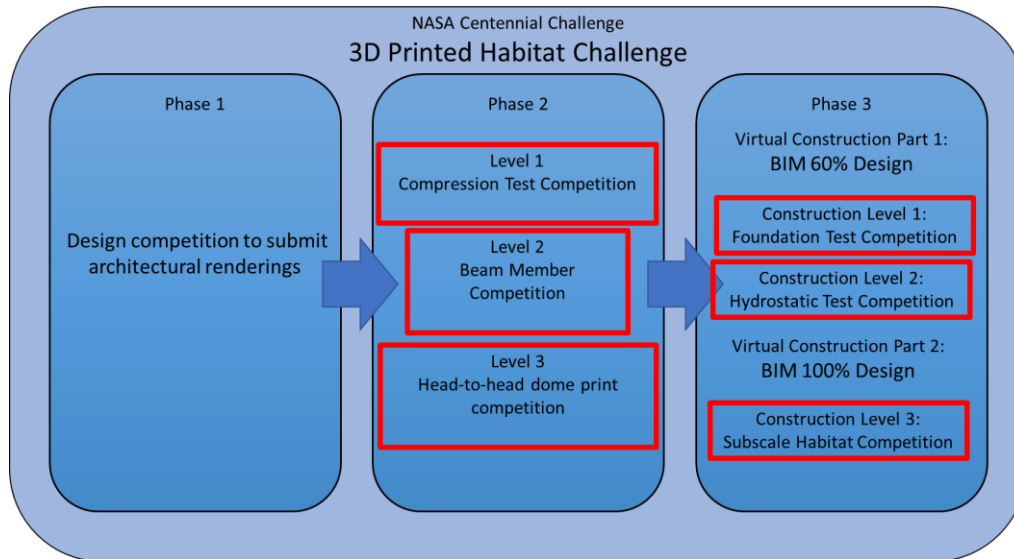 NASA Centennial Challenge
3D Printed Habitat Challenge
Phase 1
Design competition to submit
architectural renderings
Phase 2
Level 1
Compression Test Competition
Level 2
Beam Member
Competition
Level 3
Head-to-head dome print
competition
Phase 3
Virtual Construction Part 1:
BIM 60% Design
Construction Level 1:
Foundation Test Competition
Construction Level 2:
Hydrostatic Test Competition
Virtual Construction Part 2:
BIM 100% Design
Construction Level 3:
Subscale Habitat Competition